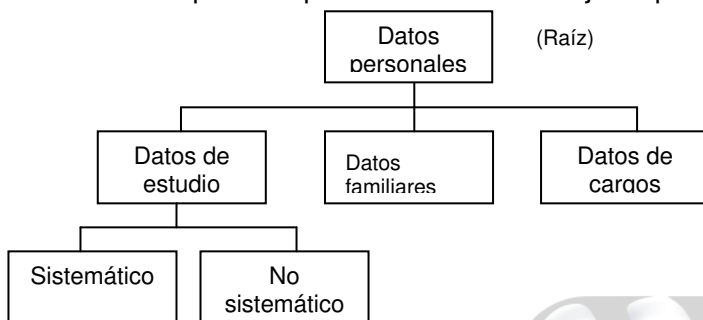 Datos
personales
(Raíz)
Datos de
estudio
Datos
familiares
Datos de
cargos
Sistemático
No
sistemático